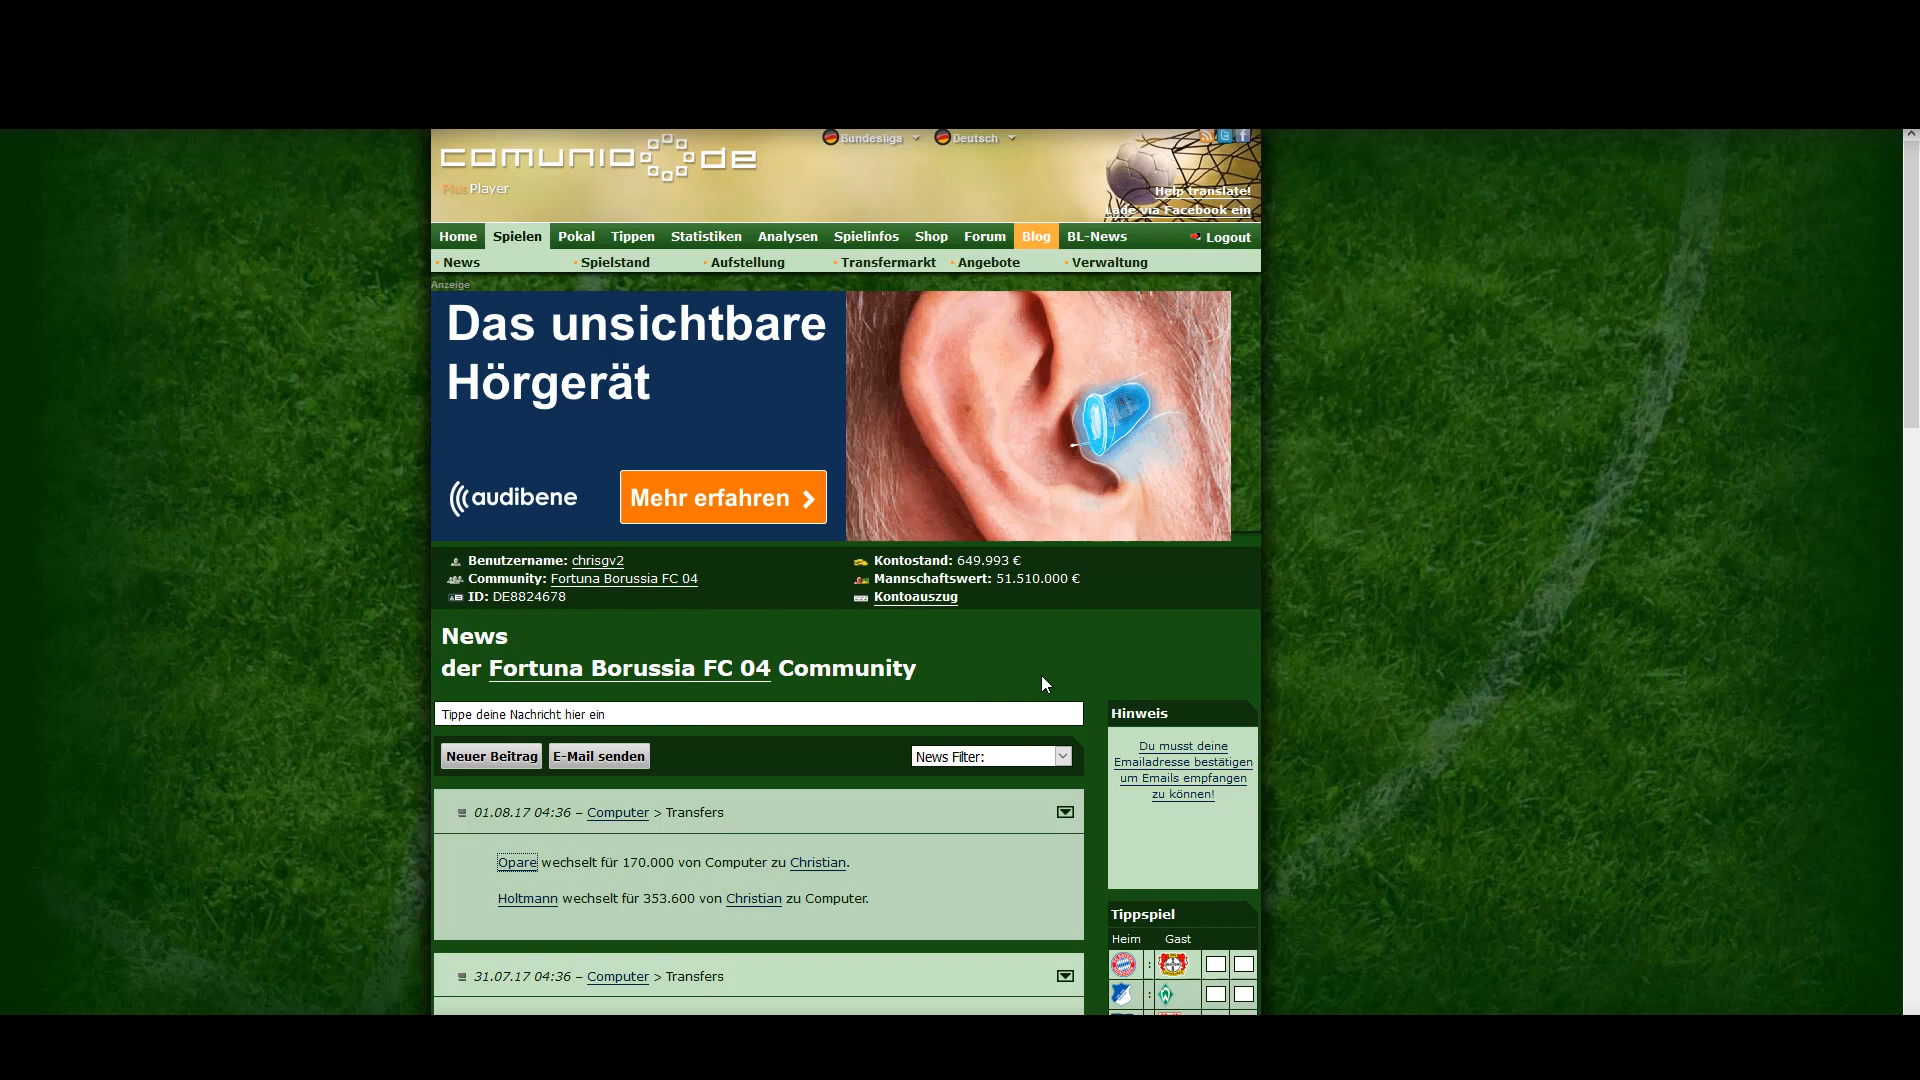 Bundesliga Deutsch
comunio de
PlusPlayer
Help translate!
Lade via Facebook ein
Home Spielen Pokal Tippen Statistiken Analysen Spielinfos Shop Forum Blog BL-News Logout
News Spielstand Aufstellung Transfermarkt Angebote Verwaltung
Anzeige
Das unsichtbare
Hörgerät
audibene Mehr erfahren
Benutzername: chrisgv2 Kontostand: 649.993 €
Community: Fortuna Borussia FC 04 Mannschaftswert: 51.510.000 €
ID: DE8824678 Kontoauszug
News
der Fortuna Borussia FC 04 Community
Tippe deine Nachricht hier ein
Neuer Beitrag E-Mail senden News Filter:
01.08.17 04:36 – Computer > Transfers
Opare wechselt für 170.000 von Computer zu Christian.
Holtmann wechselt für 353.600 von Christian zu Computer.
31.07.17 04:36 – Computer > Transfers
Hinweis
Du musst deine
Emailadresse bestätigen
um Emails empfangen
zu können!
Tippspiel
Heim Gast
:
: